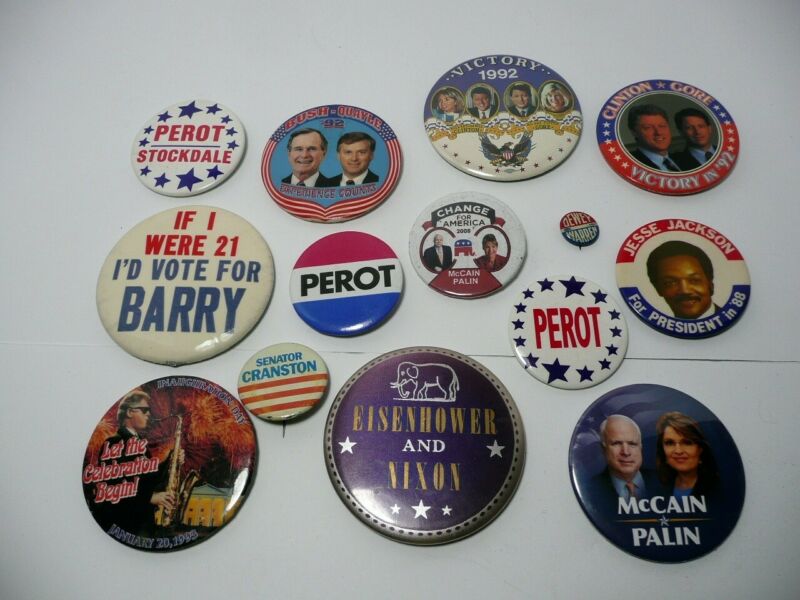 PEROT
STOCKDALE
BUSH - QUAYLE
'92
EXPERIENCE COUNTS
·VICTORY·
1992
CLINTON GORE
VICTORY IN '92
IF I
WERE 21
I'D VOTE FOR
BARRY
PEROT
CHANGE
FOR
AMERICA
2008
McCAIN
PALIN
DEWEY
WARREN
JESSE JACKSON
For PRESIDENT in '88
PEROT
SENATOR
CRANSTON
INAUGURATION DAY
Let the
Celebration
Begin!
JANUARY 20, 1993
EISENHOWER
AND
NIXON
McCAIN
PALIN